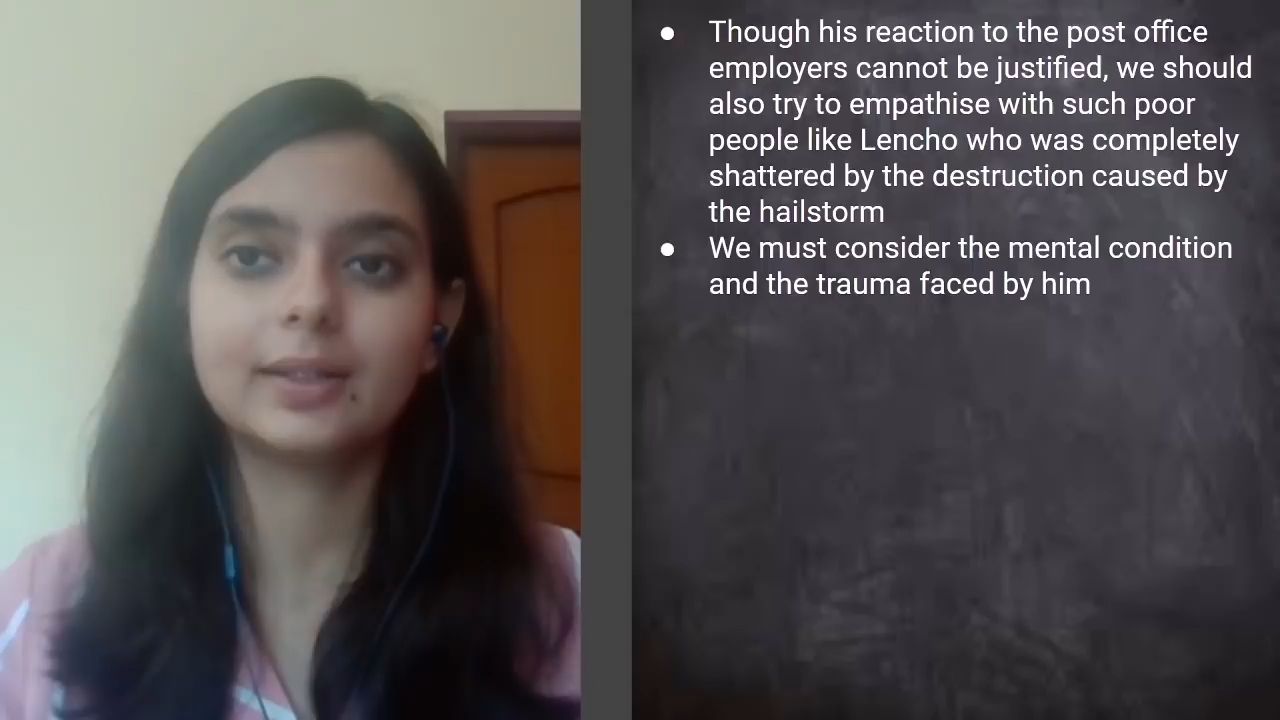 ● Though his reaction to the post office
employers cannot be justified, we should
also try to empathise with such poor
people like Lencho who was completely
shattered by the destruction caused by
the hailstorm
● We must consider the mental condition
and the trauma faced by him